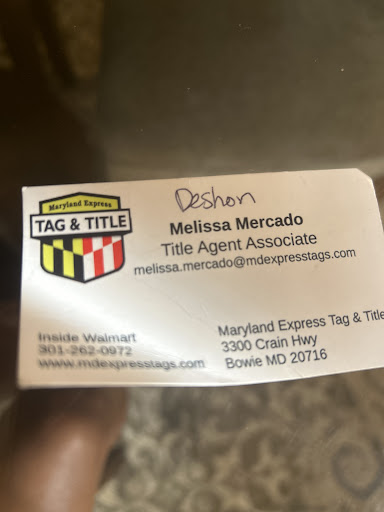 Deshon
Maryland Express
TAG & TITLE
Melissa Mercado
Title Agent Associate
melissa.mercado@mdexpresstags.com
Inside Walmart
301-262-0972
www.mdexpresstags.com
Maryland Express Tag & Title
3300 Crain Hwy
Bowie MD 20716